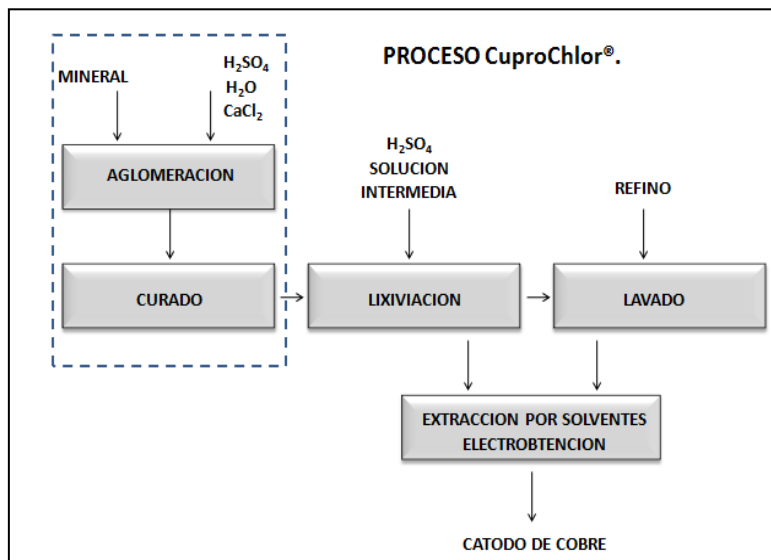 PROCESO CuproChlor®.
MINERAL
H₂SO₄
H₂O
CaCl₂
AGLOMERACION
CURADO
H₂SO₄
SOLUCION
INTERMEDIA
LIXIVIACION
REFINO
LAVADO
EXTRACCION POR SOLVENTES
ELECTROBTENCION
CATODO DE COBRE